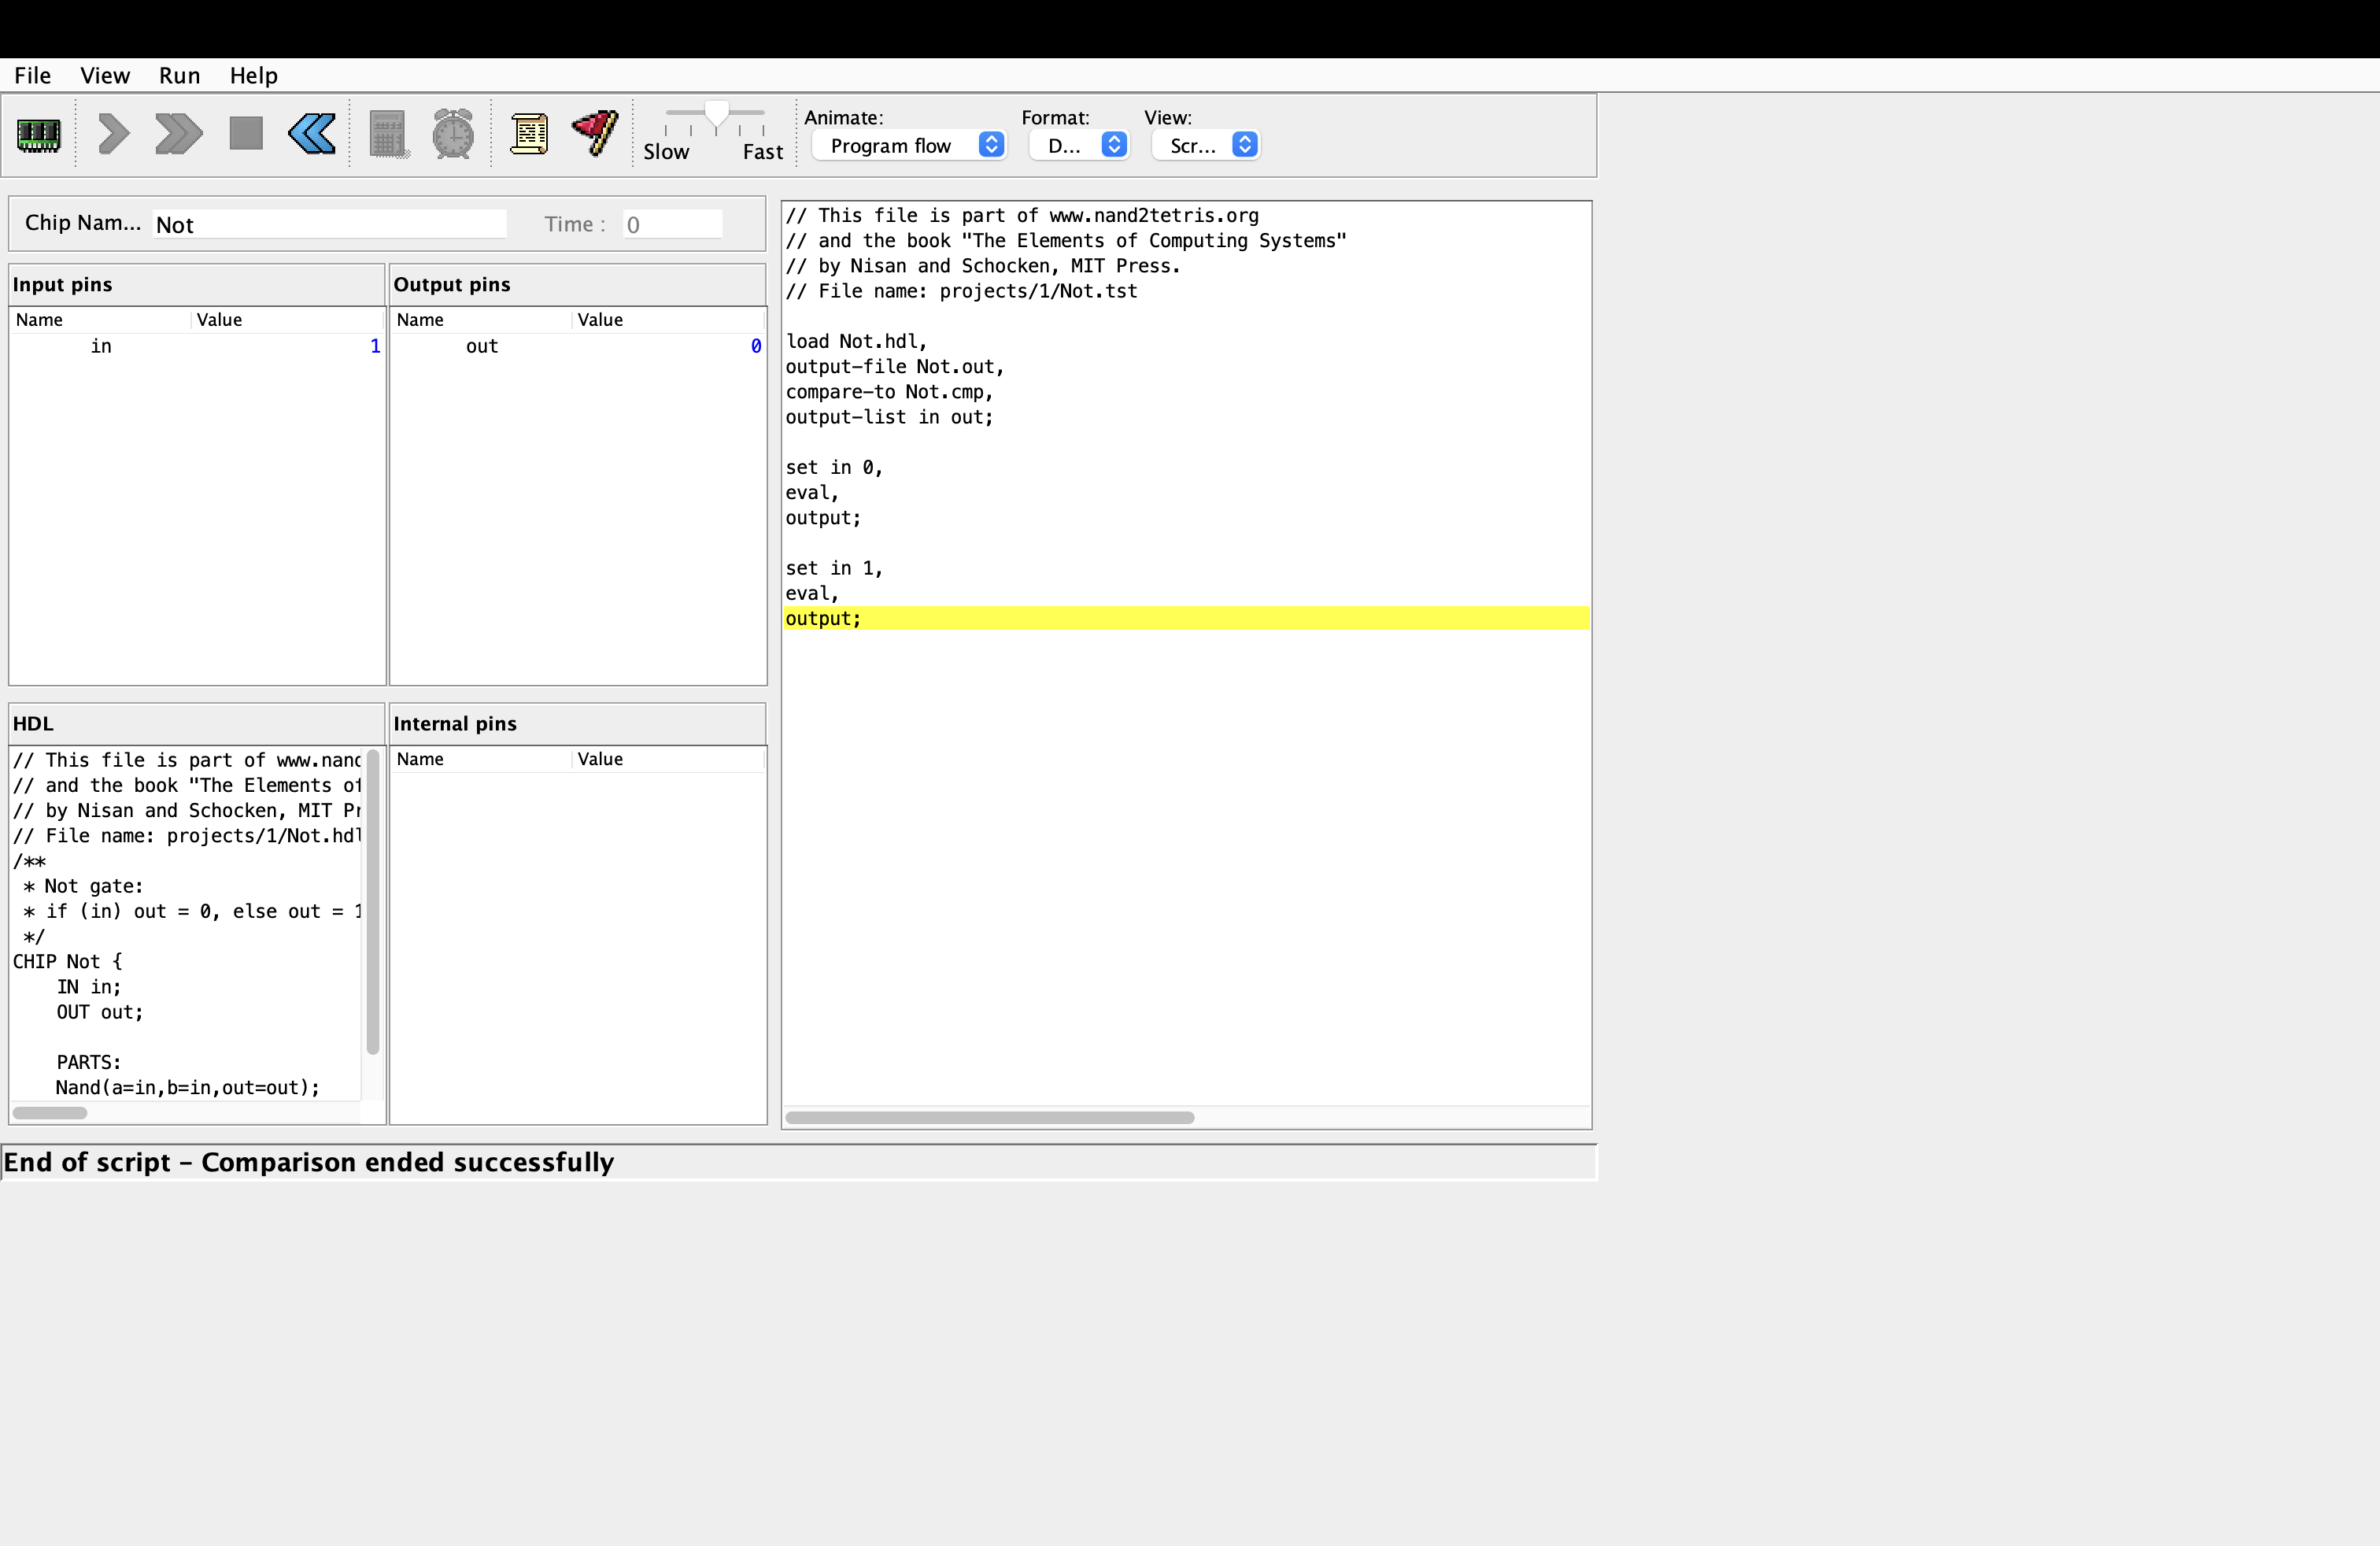 File View Run Help
Slow Fast
Animate: Format: View:
Program flow D... Scr...
Chip Nam... Not Time : 0
Input pins
Name Value
in 1
Output pins
Name Value
out 0
HDL
// This file is part of www.nand
// and the book "The Elements of
// by Nisan and Schocken, MIT Pr
// File name: projects/1/Not.hdl
/**
 * Not gate:
 * if (in) out = 0, else out = 1
 */
CHIP Not {
    IN in;
    OUT out;
    PARTS:
    Nand(a=in,b=in,out=out);
Internal pins
Name Value
// This file is part of www.nand2tetris.org
// and the book "The Elements of Computing Systems"
// by Nisan and Schocken, MIT Press.
// File name: projects/1/Not.tst
load Not.hdl,
output-file Not.out,
compare-to Not.cmp,
output-list in out;
set in 0,
eval,
output;
set in 1,
eval,
output;
End of script - Comparison ended successfully